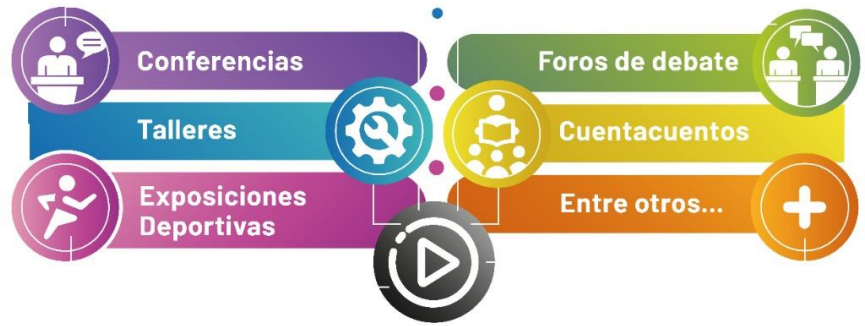 Conferencias
Talleres
Exposiciones
Deportivas
Foros de debate
Cuentacuentos
Entre otros...